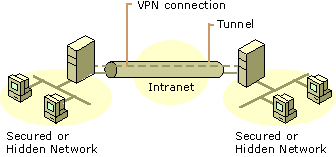 VPN connection
Tunnel
Intranet
Secured or
Hidden Network
Secured or
Hidden Network